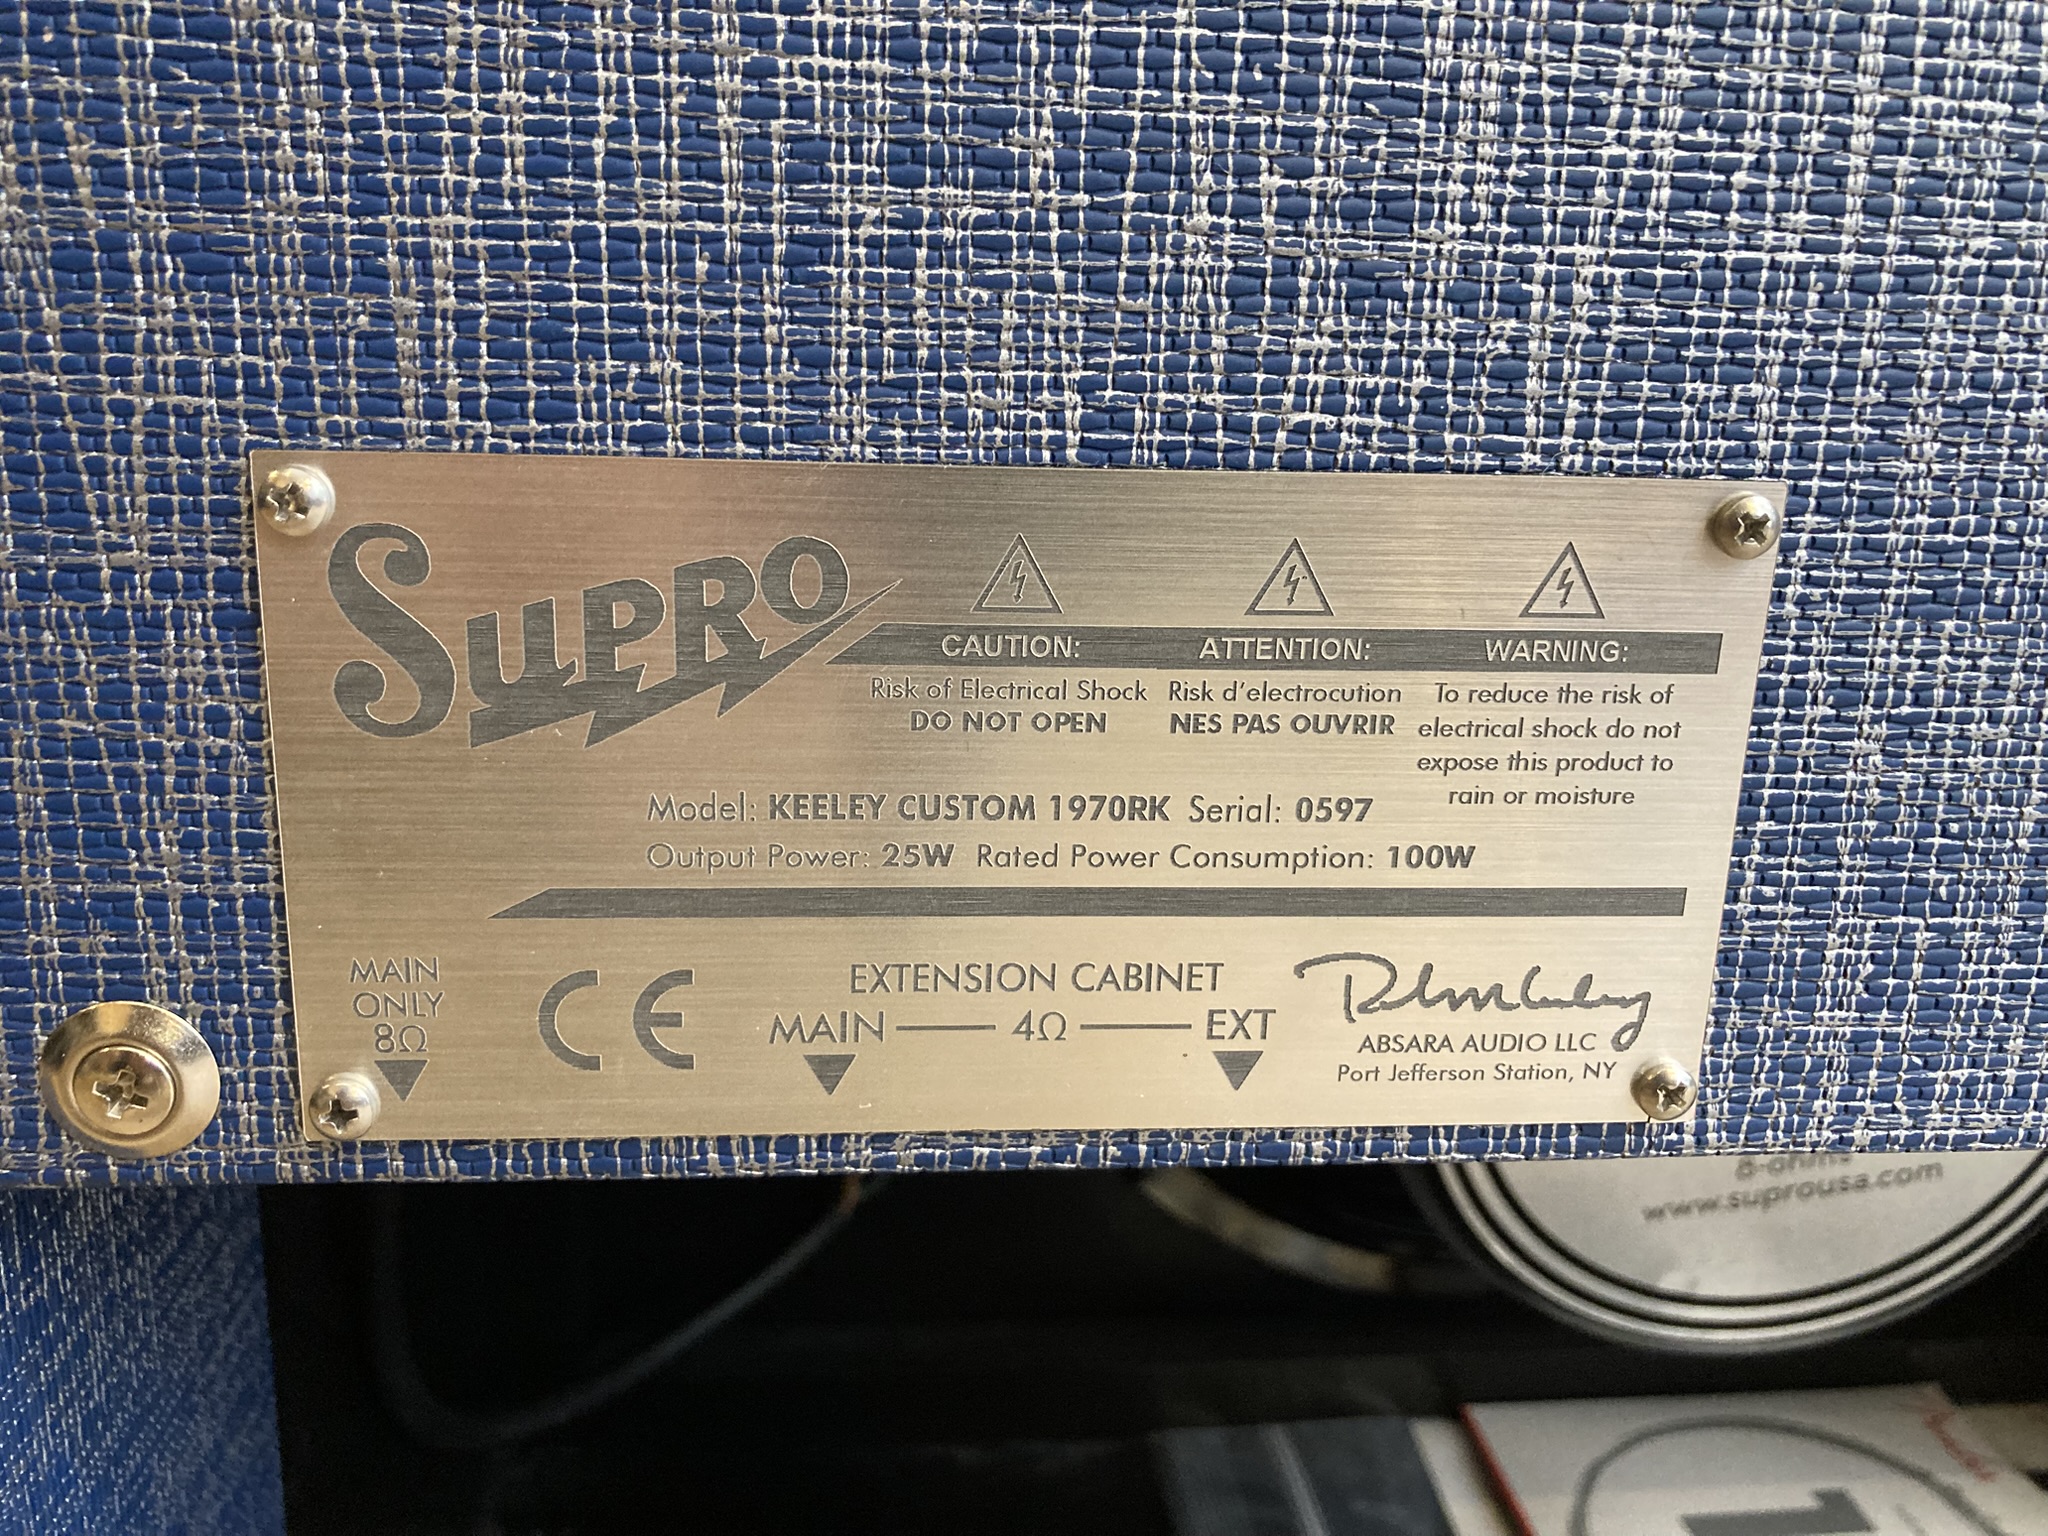 SUPRO
CAUTION: ATTENTION: WARNING:
Risk of Electrical Shock
DO NOT OPEN
Risk d'electrocution
NES PAS OUVRIR
To reduce the risk of
electrical shock do not
expose this product to
rain or moisture
Model: KEELEY CUSTOM 1970RK Serial: 0597
Output Power: 25W Rated Power Consumption: 100W
MAIN
ONLY
8Ω
CE
EXTENSION CABINET
MAIN 4Ω EXT
ABSARA AUDIO LLC
Port Jefferson Station, NY
8-ohms
www.suprousa.com